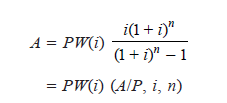 A = PW(i) i(1 + i)^n / (1 + i)^n − 1
= PW(i) (A/P, i, n)